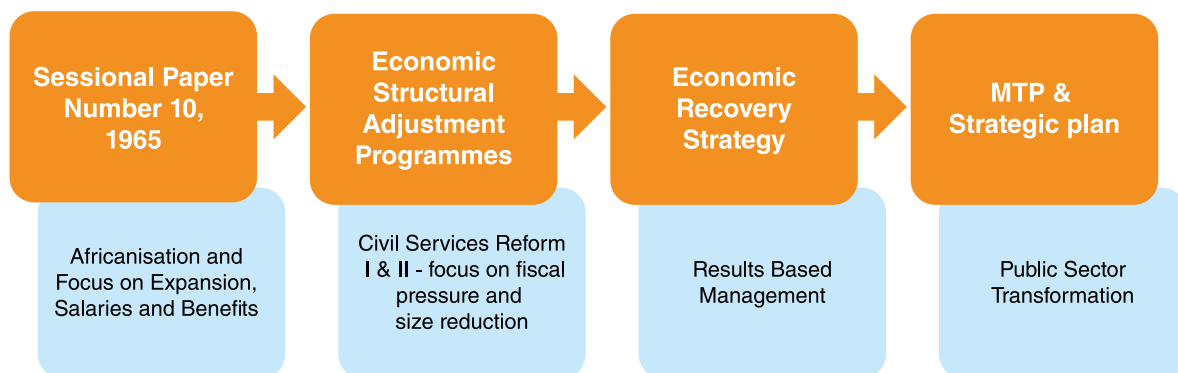 Sessional Paper
Number 10,
1965
Economic
Structural
Adjustment
Programmes
Economic
Recovery
Strategy
MTP &
Strategic plan
Africanisation and
Focus on Expansion,
Salaries and Benefits
Civil Services Reform
I & II - focus on fiscal
pressure and
size reduction
Results Based
Management
Public Sector
Transformation